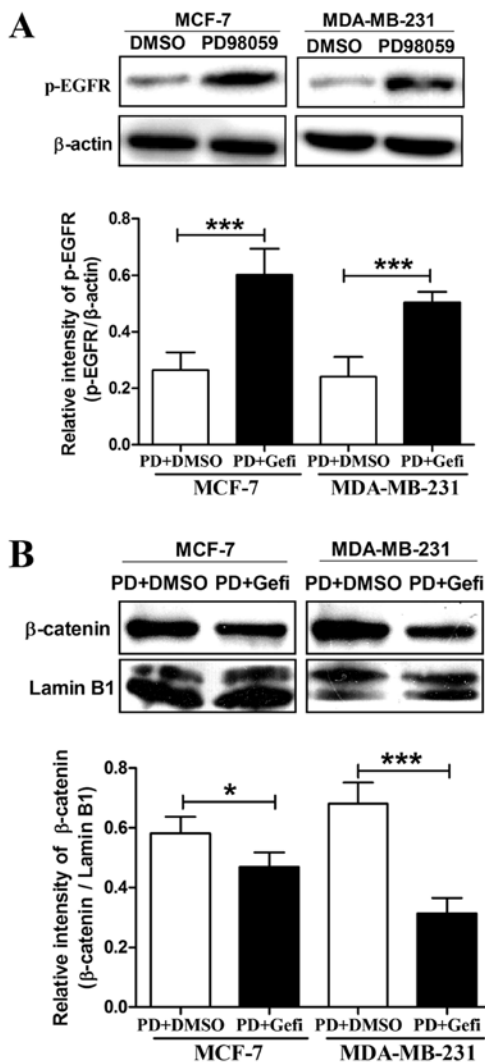 A
MCF-7 MDA-MB-231
DMSO PD98059 DMSO PD98059
p-EGFR
β-actin
Relative intensity of p-EGFR
(p-EGFR/β-actin)
0.8
0.6
0.4
0.2
0.0
*** ***
PD+DMSO PD+Gefi PD+DMSO PD+Gefi
MCF-7 MDA-MB-231
B
MCF-7 MDA-MB-231
PD+DMSO PD+Gefi PD+DMSO PD+Gefi
β-catenin
Lamin B1
Relative intensity of β-catenin
(β-catenin / Lamin B1)
0.8
0.6
0.4
0.2
0.0
* ***
PD+DMSO PD+Gefi PD+DMSO PD+Gefi
MCF-7 MDA-MB-231